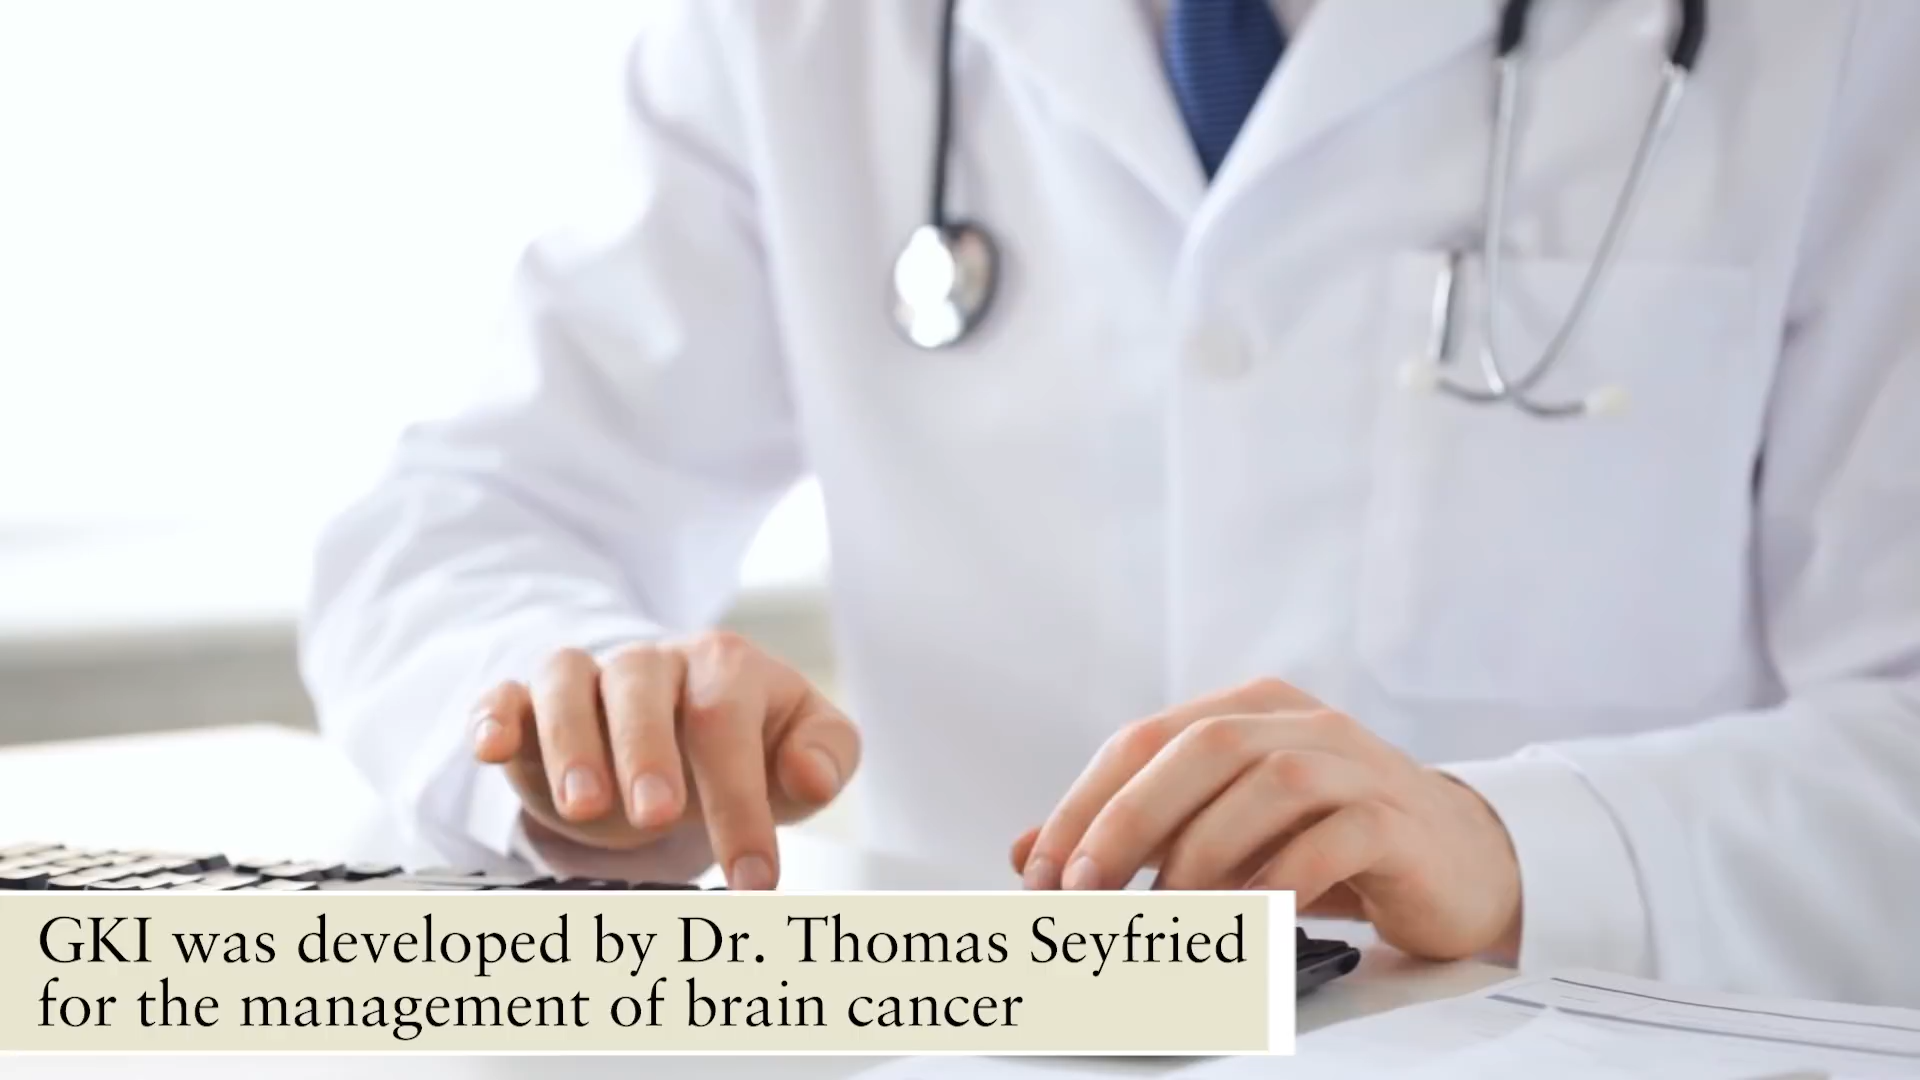 GKI was developed by Dr. Thomas Seyfried
for the management of brain cancer